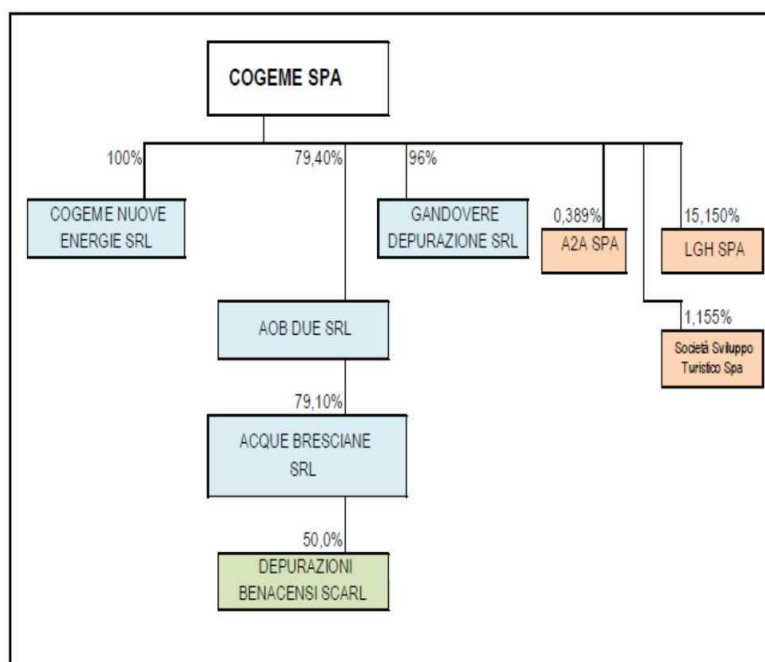 COGEME SPA
100%
79,40%
96%
COGEME NUOVE
ENERGIE SRL
GANDOVERE
DEPURAZIONE SRL
0,389%
A2A SPA
15,150%
LGH SPA
1,155%
Società Sviluppo
Turistico Spa
AOB DUE SRL
79,10%
ACQUE BRESCIANE
SRL
50,0%
DEPURAZIONI
BENACENSI SCARL